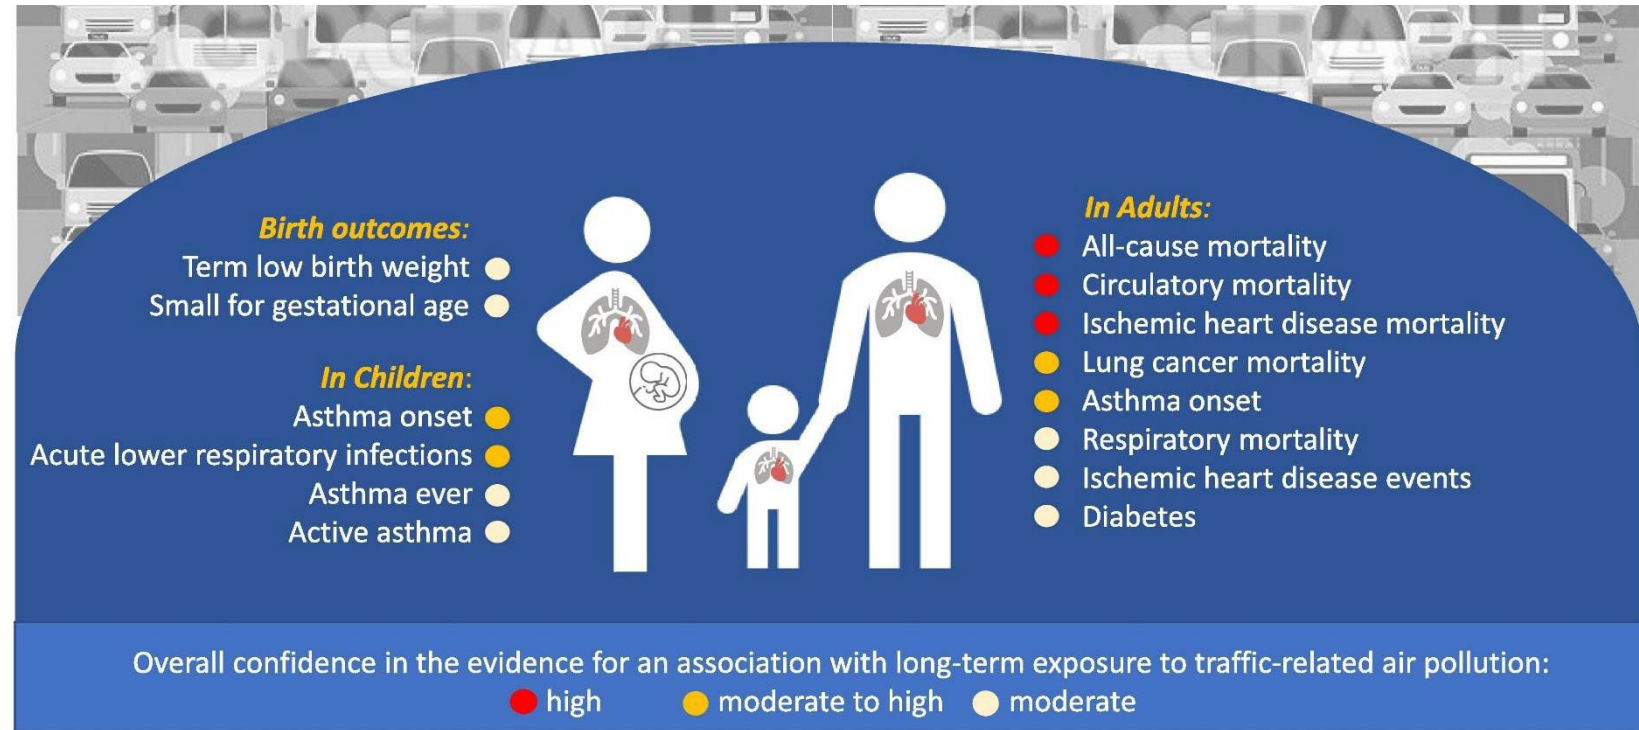 Birth outcomes:
Term low birth weight
Small for gestational age
In Children:
Asthma onset
Acute lower respiratory infections
Asthma ever
Active asthma
In Adults:
All-cause mortality
Circulatory mortality
Ischemic heart disease mortality
Lung cancer mortality
Asthma onset
Respiratory mortality
Ischemic heart disease events
Diabetes
Overall confidence in the evidence for an association with long-term exposure to traffic-related air pollution:
high moderate to high moderate